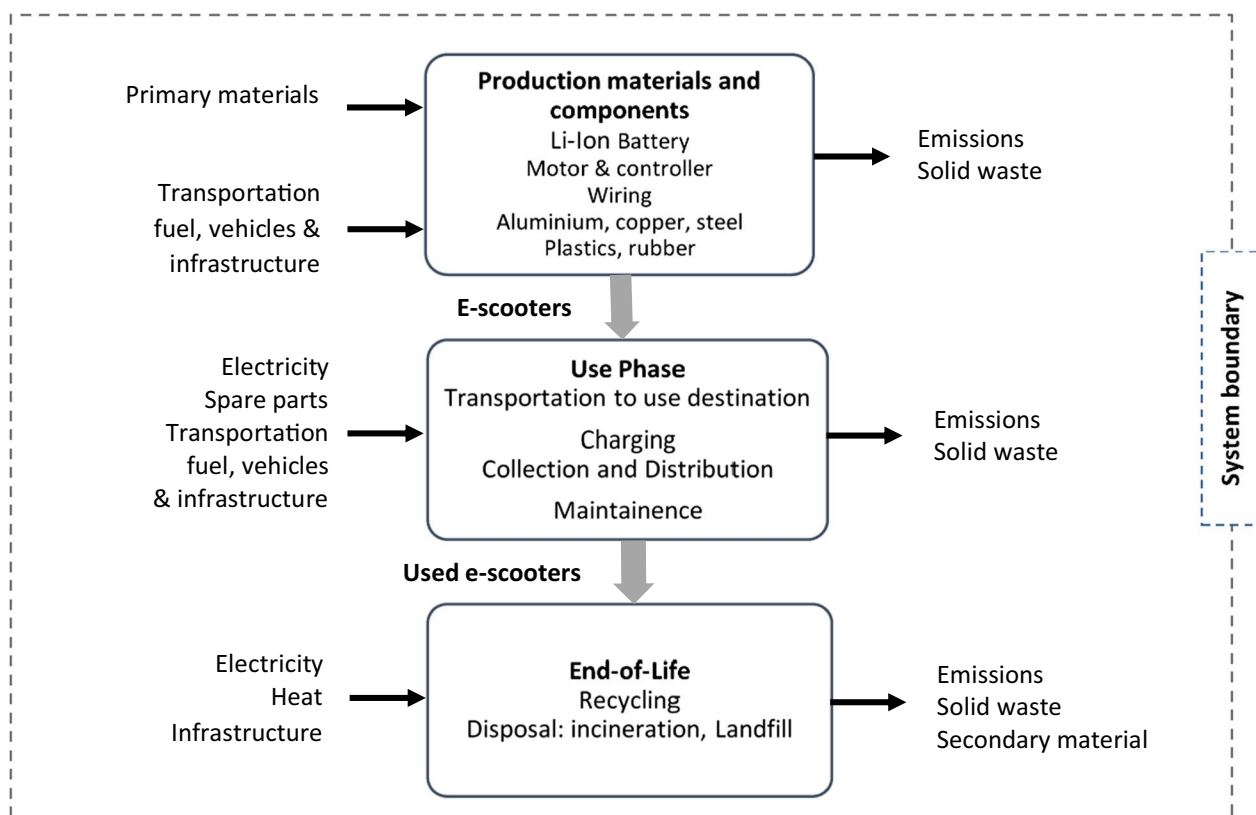 Primary materials
Transportation
fuel, vehicles &
infrastructure
Production materials and
components
Li-Ion Battery
Motor & controller
Wiring
Aluminium, copper, steel
Plastics, rubber
Emissions
Solid waste
E-scooters
Electricity
Spare parts
Transportation
fuel, vehicles
& infrastructure
Use Phase
Transportation to use destination
Charging
Collection and Distribution
Maintainence
Emissions
Solid waste
System boundary
Used e-scooters
Electricity
Heat
Infrastructure
End-of-Life
Recycling
Disposal: incineration, Landfill
Emissions
Solid waste
Secondary material